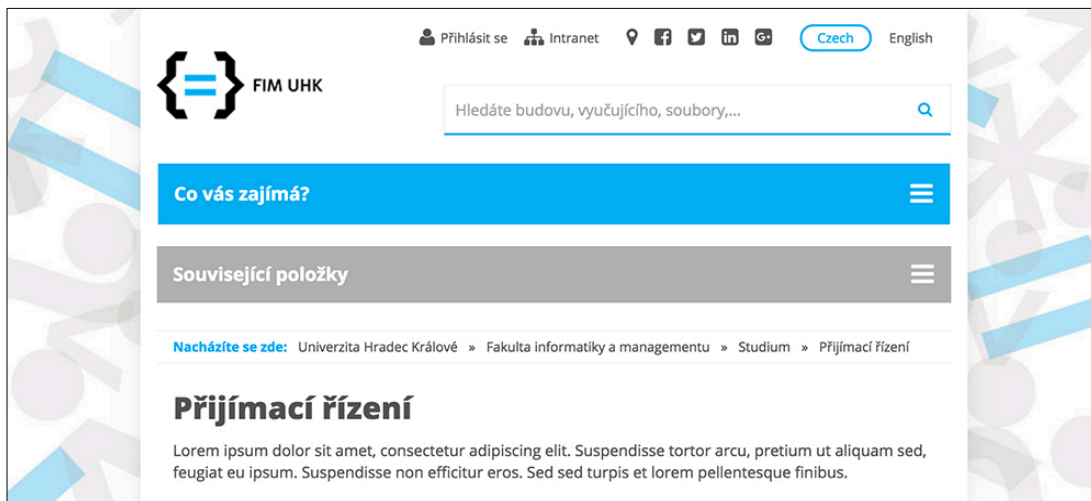 Přihlásit se Intranet Czech English
{=} FIM UHK
Hledáte budovu, vyučujícího, soubory,...
Co vás zajímá?
Související položky
Nacházíte se zde: Univerzita Hradec Králové » Fakulta informatiky a managementu » Studium » Přijímací řízení
Přijímací řízení
Lorem ipsum dolor sit amet, consectetur adipiscing elit. Suspendisse tortor arcu, pretium ut aliquam sed,
feugiat eu ipsum. Suspendisse non efficitur eros. Sed sed turpis et lorem pellentesque finibus.